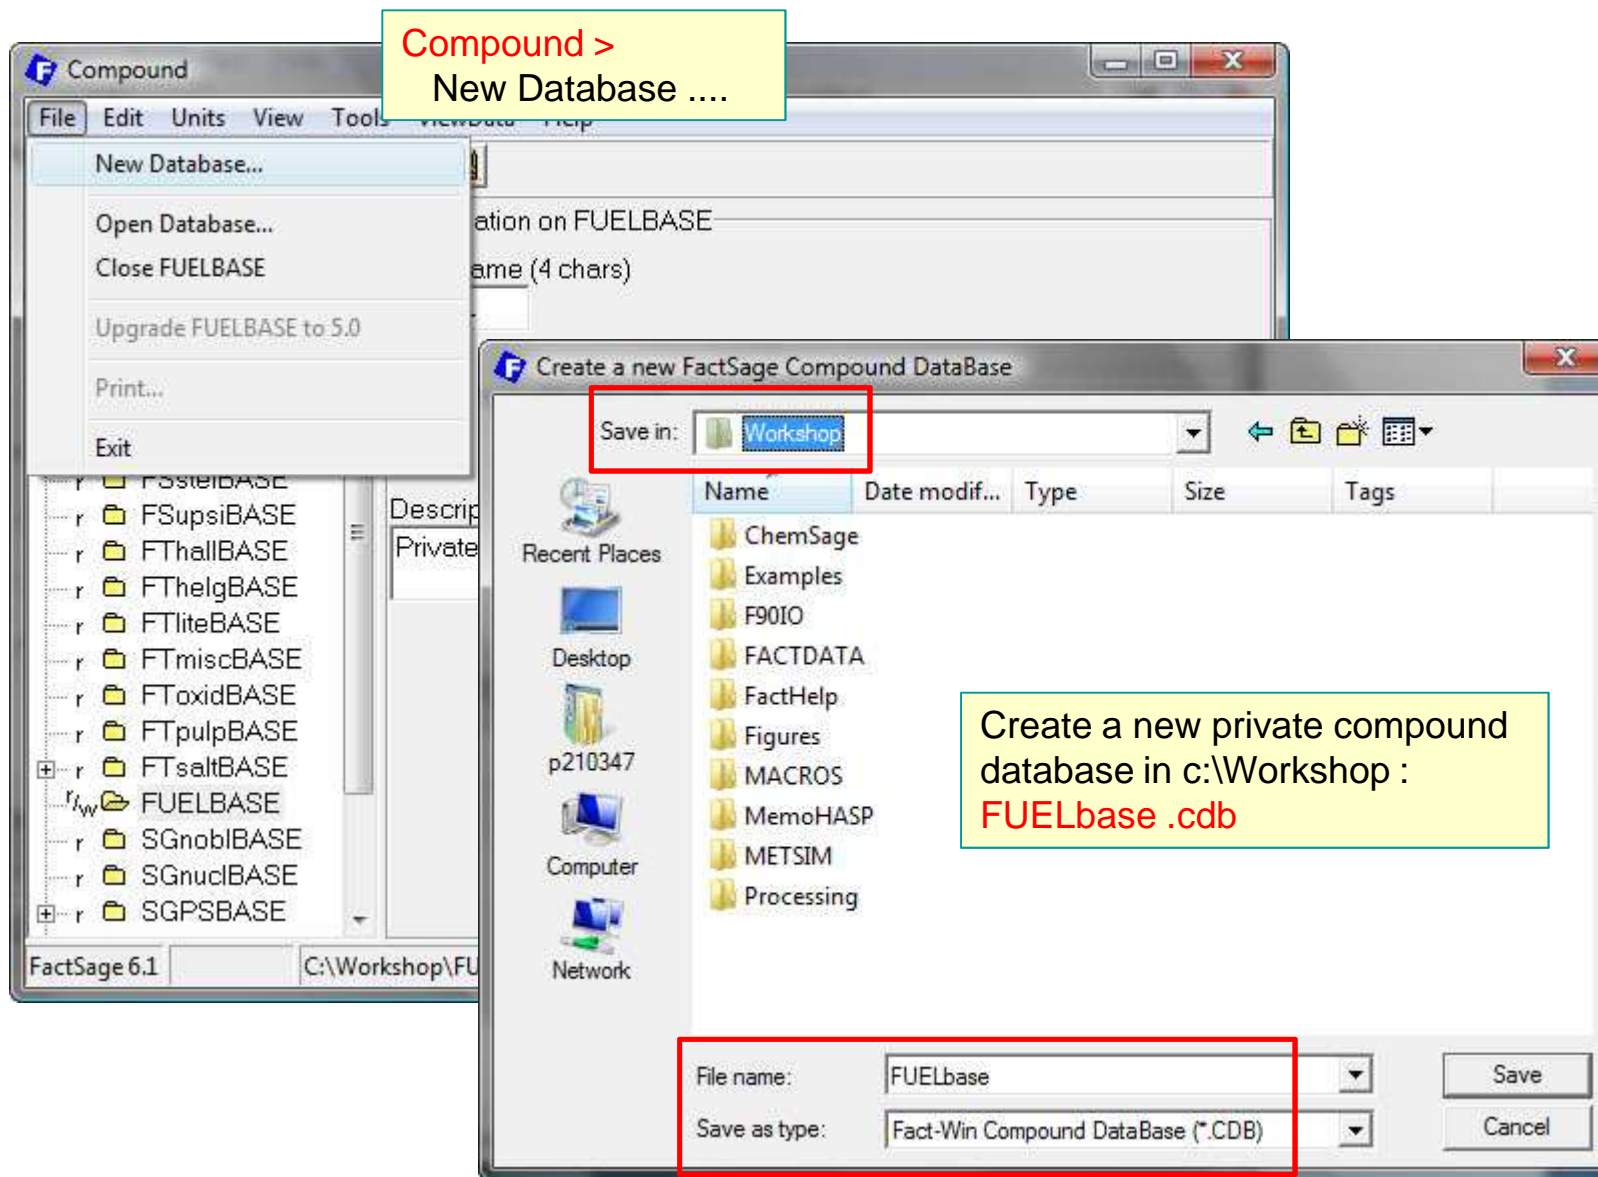 Compound >
New Database ....
Compound
File Edit Units View Tools ViewData Help
New Database...
Open Database...
Close FUELBASE
Upgrade FUELBASE to 5.0
Print...
Exit
ation on FUELBASE
ame (4 chars)
FSstelBASE
r FSupsiBASE
r FThallBASE
r FThelgBASE
r FTliteBASE
r FTmiscBASE
r FToxidBASE
r FTpulpBASE
r FTsaltBASE
r/w FUELBASE
r SGnoblBASE
r SGnuclBASE
r SGPSBASE
Descrip
Private
FactSage 6.1 C:\Workshop\FU
Create a new FactSage Compound DataBase
Save in: Workshop
Name Date modif... Type Size Tags
Recent Places
Desktop
p210347
Computer
Network
ChemSage
Examples
F90IO
FACTDATA
FactHelp
Figures
MACROS
MemoHASP
METSIM
Processing
Create a new private compound
database in c:\Workshop :
FUELbase .cdb
File name: FUELbase Save
Save as type: Fact-Win Compound DataBase (*.CDB) Cancel